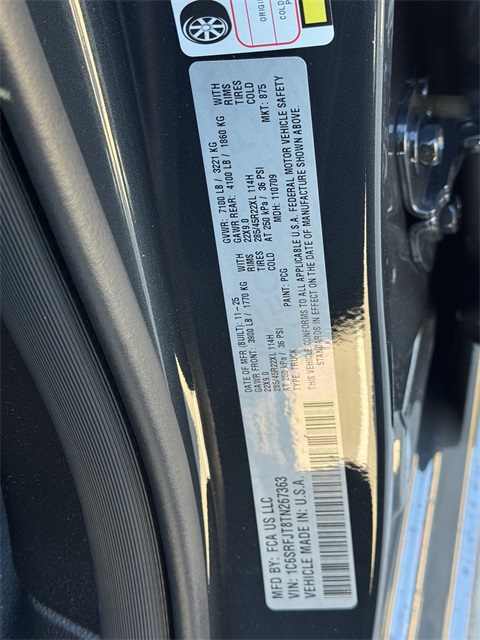 ORIGI
COLD
MFD BY: FCA US LLC
VIN: 1C6SRFJT8TN267363
VEHICLE MADE IN: U.S.A.
DATE OF MFR (BUILT): 11-25
GVWR: 7100 LB / 3221 KG
GAWR FRONT: 3900 LB / 1770 KG WITH
GAWR REAR: 4100 LB / 1860 KG WITH
22X9.0 RIMS
22X9.0 RIMS
285/45R22XL 114H TIRES
285/45R22XL 114H TIRES
AT 250 kPa / 36 PSI COLD
AT 250 kPa / 36 PSI COLD
TYPE: TRUCK
PAINT: PCG
MDH: 110709
MKT: 875
THIS VEHICLE CONFORMS TO ALL APPLICABLE U.S.A. FEDERAL MOTOR VEHICLE SAFETY
STANDARDS IN EFFECT ON THE DATE OF MANUFACTURE SHOWN ABOVE.